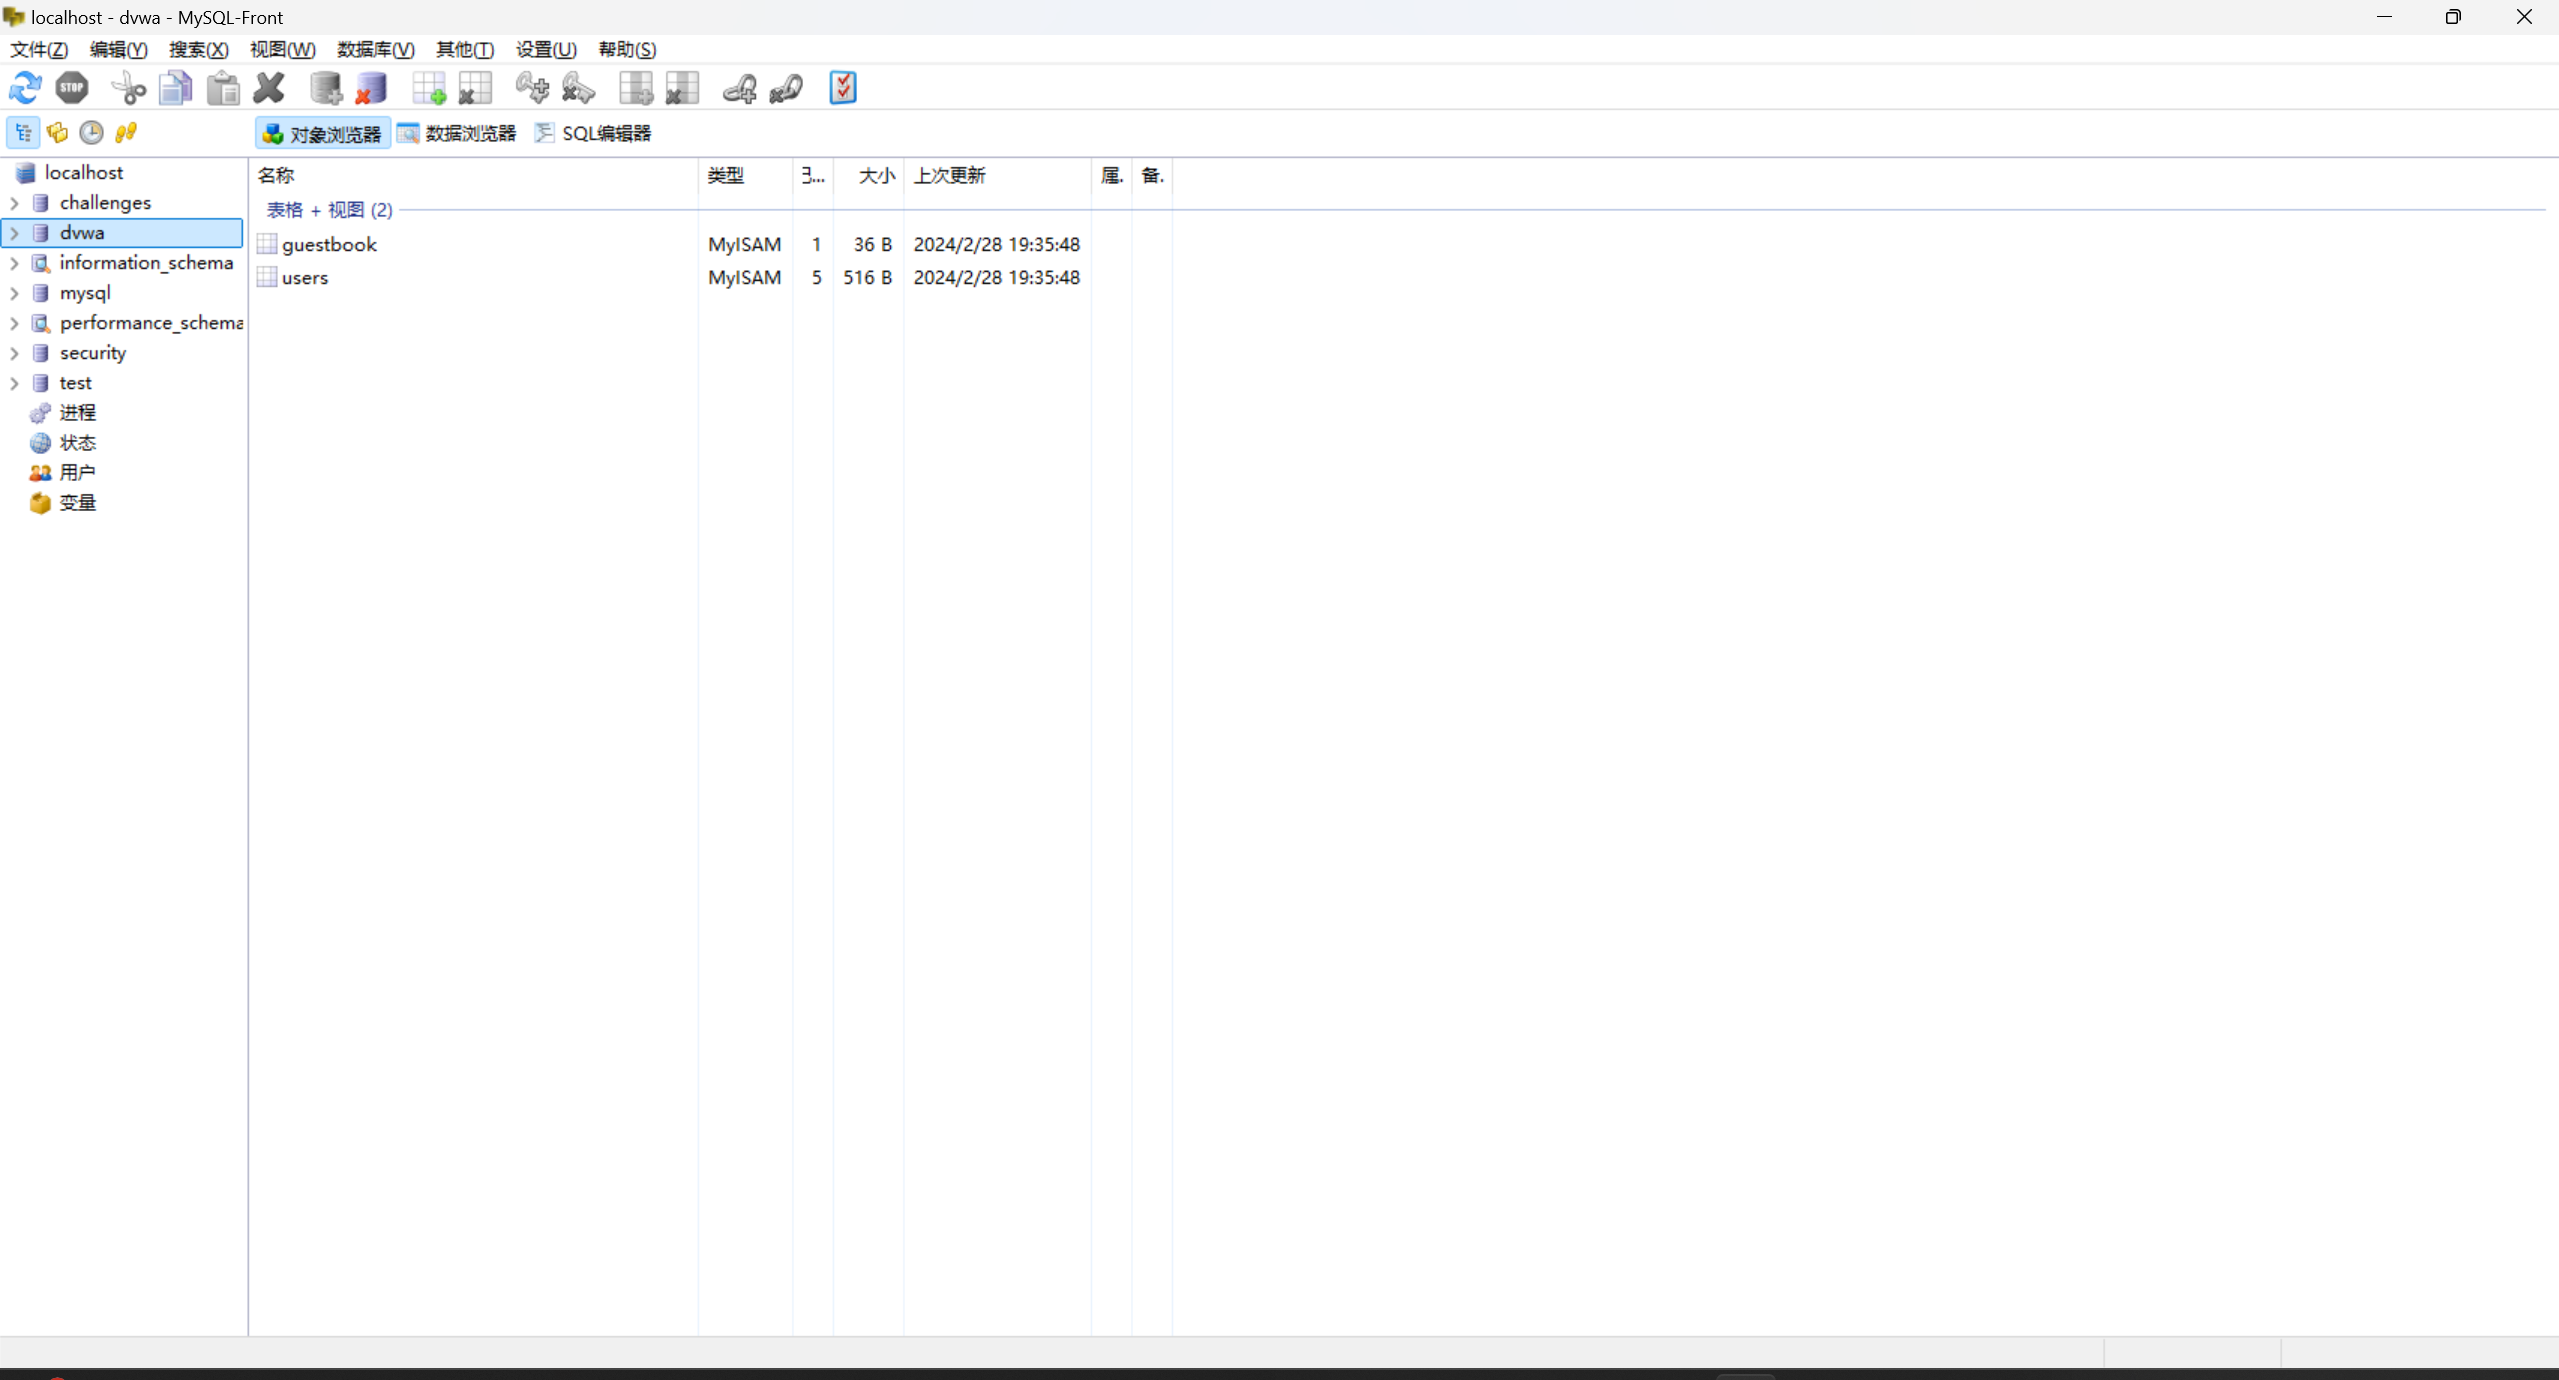 localhost - dvwa - MySQL-Front
文件(Z) 编辑(Y) 搜索(X) 视图(W) 数据库(V) 其他(T) 设置(U) 帮助(S)
STOP
对象浏览器 数据浏览器 SQL编辑器
localhost
challenges
dvwa
information_schema
mysql
performance_schema
security
test
进程
状态
用户
变量
名称 类型 ... 大小 上次更新 属. 备.
表格 + 视图 (2)
guestbook MyISAM 1 36 B 2024/2/28 19:35:48
users MyISAM 5 516 B 2024/2/28 19:35:48